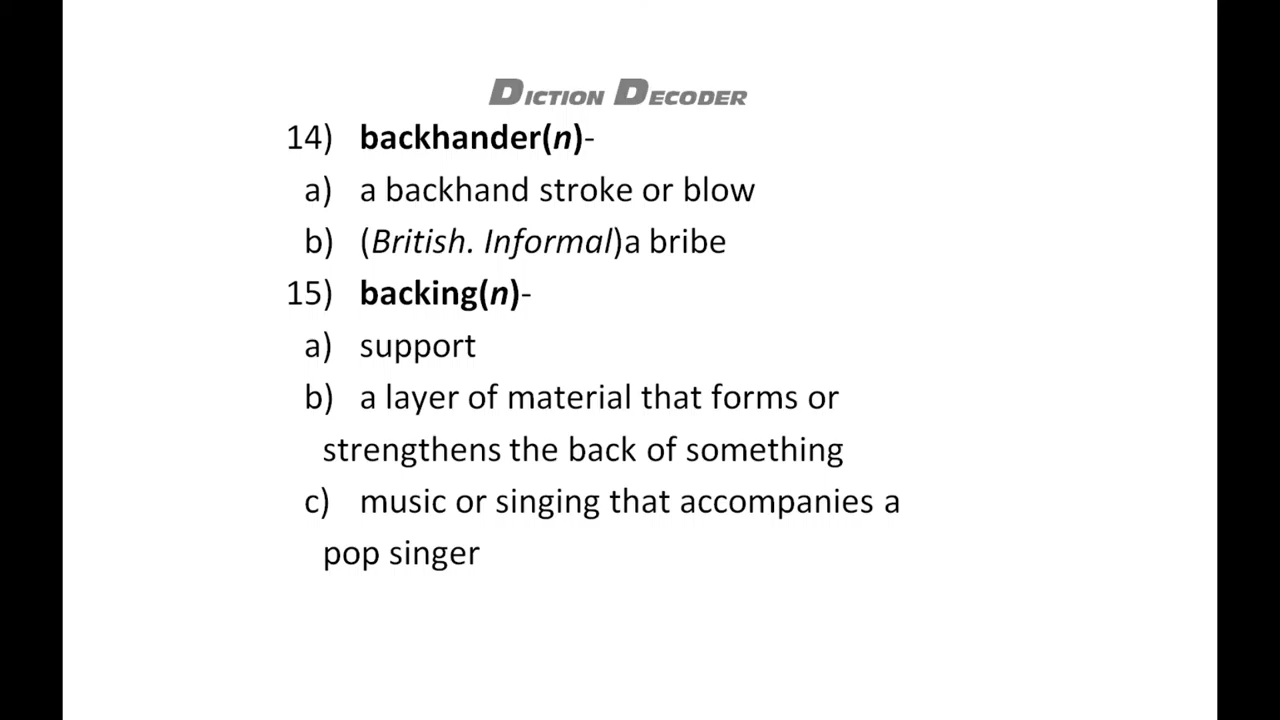 DICTION DECODER
14) backhander(n)-
a) a backhand stroke or blow
b) (British. Informal)a bribe
15) backing(n)-
a) support
b) a layer of material that forms or
strengthens the back of something
c) music or singing that accompanies a
pop singer